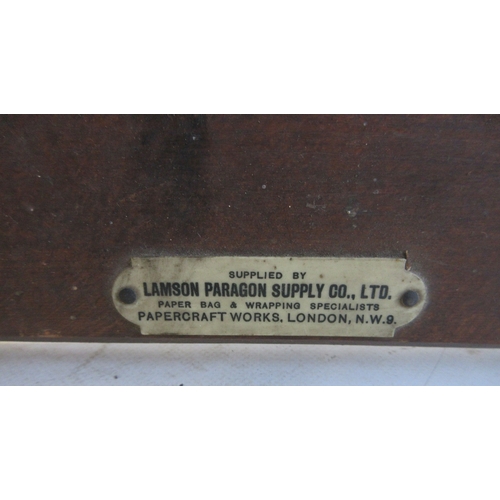 SUPPLIED BY
LAMSON PARAGON SUPPLY CO., LTD.
PAPER BAG & WRAPPING SPECIALISTS
PAPERCRAFT WORKS. LONDON, N.W.9.